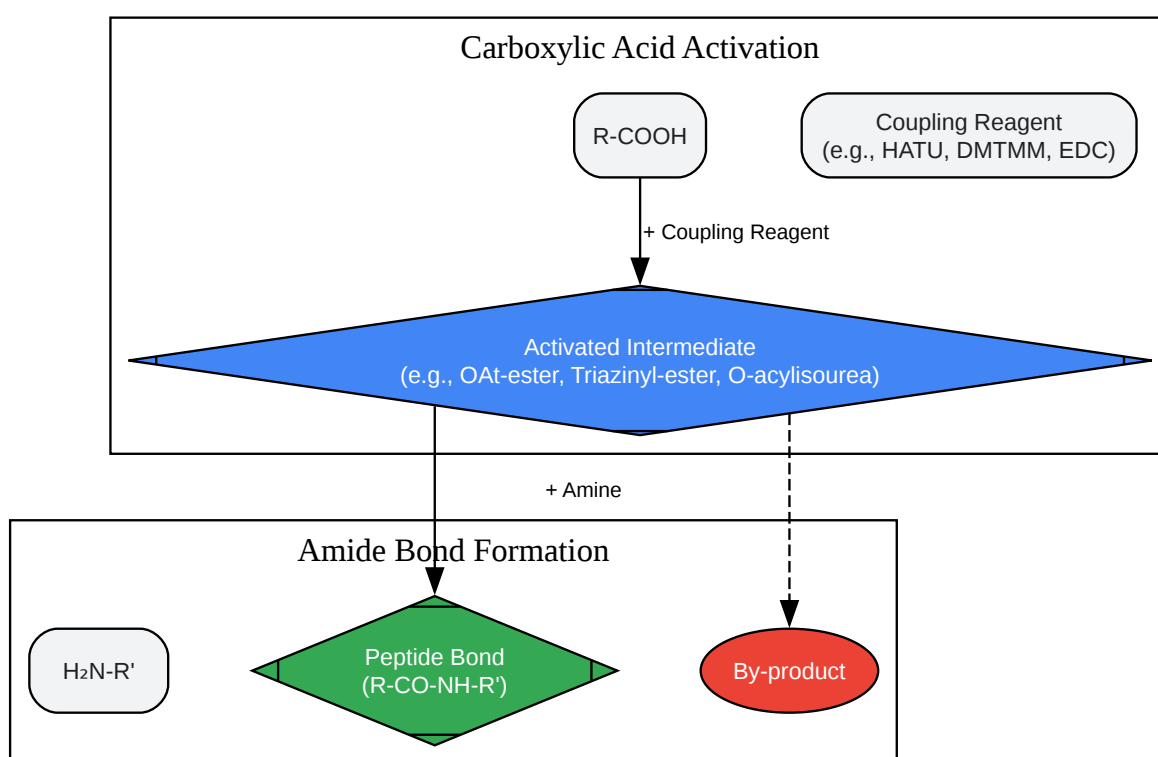 Carboxylic Acid Activation
R-COOH
Coupling Reagent
(e.g., HATU, DMTMM, EDC)
+ Coupling Reagent
Activated Intermediate
(e.g., OAt-ester, Triazinyl-ester, O-acylisourea)
+ Amine
Amide Bond Formation
H₂N-R'
Peptide Bond
(R-CO-NH-R')
By-product